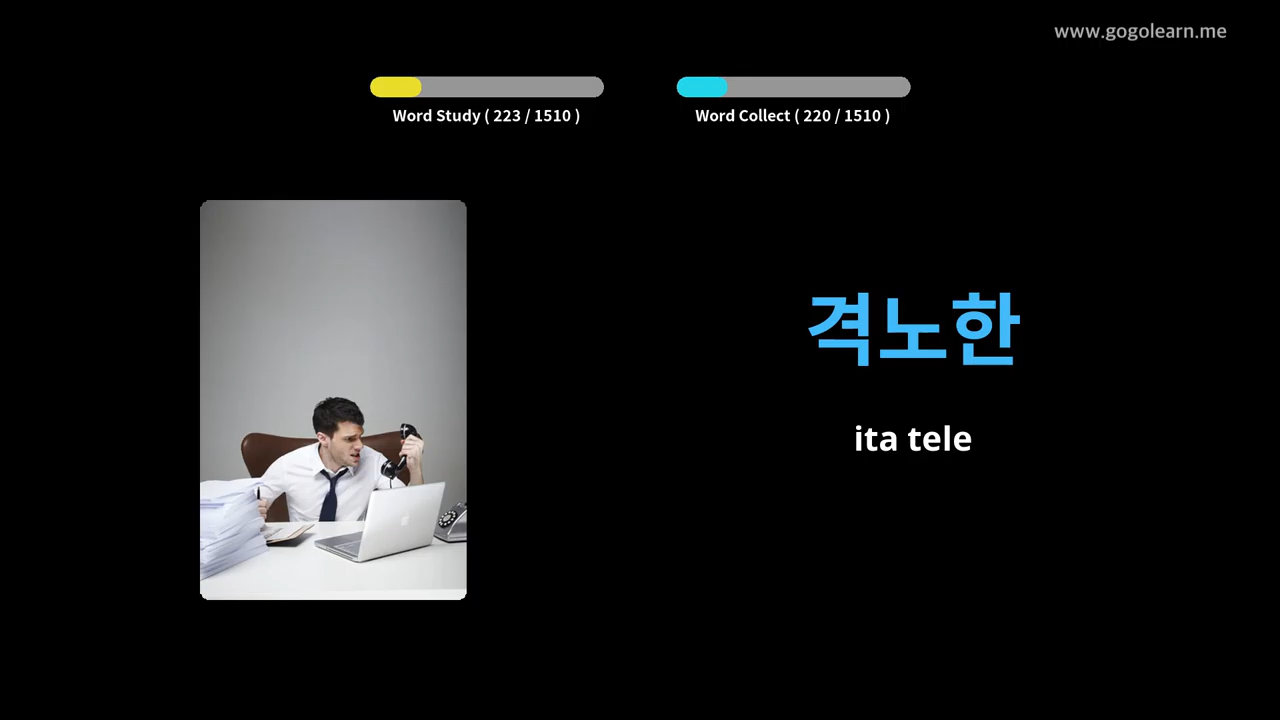 www.gogolearn.me
Word Study ( 223 / 1510 )
Word Collect ( 220 / 1510 )
격노한
ita tele